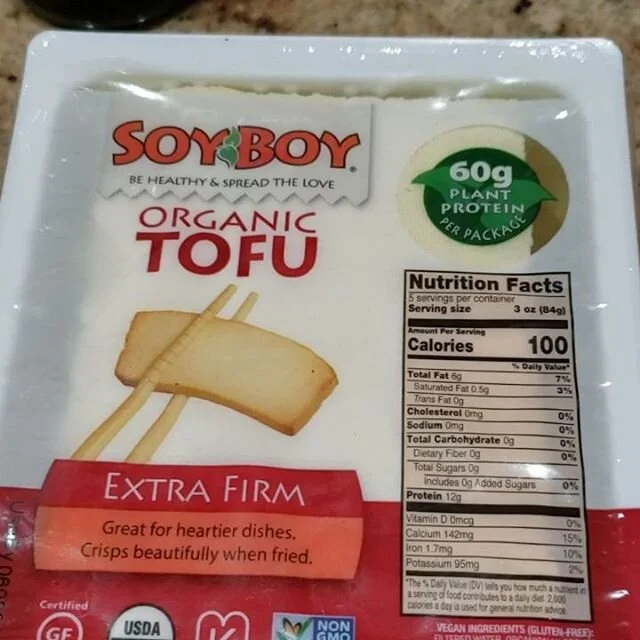 SOYBOY®
BE HEALTHY & SPREAD THE LOVE
ORGANIC
TOFU
60g
PLANT
PROTEIN
PER PACKAGE
EXTRA FIRM
Great for heartier dishes.
Crisps beautifully when fried.
Certified
GF
USDA
K
NON
GMO
Nutrition Facts
5 servings per container
Serving size 3 oz (84g)
Amount Per Serving
Calories 100
% Daily Value*
Total Fat 6g 7%
Saturated Fat 0.5g 3%
Trans Fat 0g
Cholesterol 0mg 0%
Sodium 0mg 0%
Total Carbohydrate 0g 0%
Dietary Fiber 0g 0%
Total Sugars 0g
Includes 0g Added Sugars 0%
Protein 12g
Vitamin D 0mcg 0%
Calcium 142mg 15%
Iron 1.7mg 10%
Potassium 95mg 2%
*The % Daily Value (DV) tells you how much a nutrient in
a serving of food contributes to a daily diet. 2,000
calories a day is used for general nutrition advice.
VEGAN INGREDIENTS (GLUTEN-FREE):
FILTERED WATER,